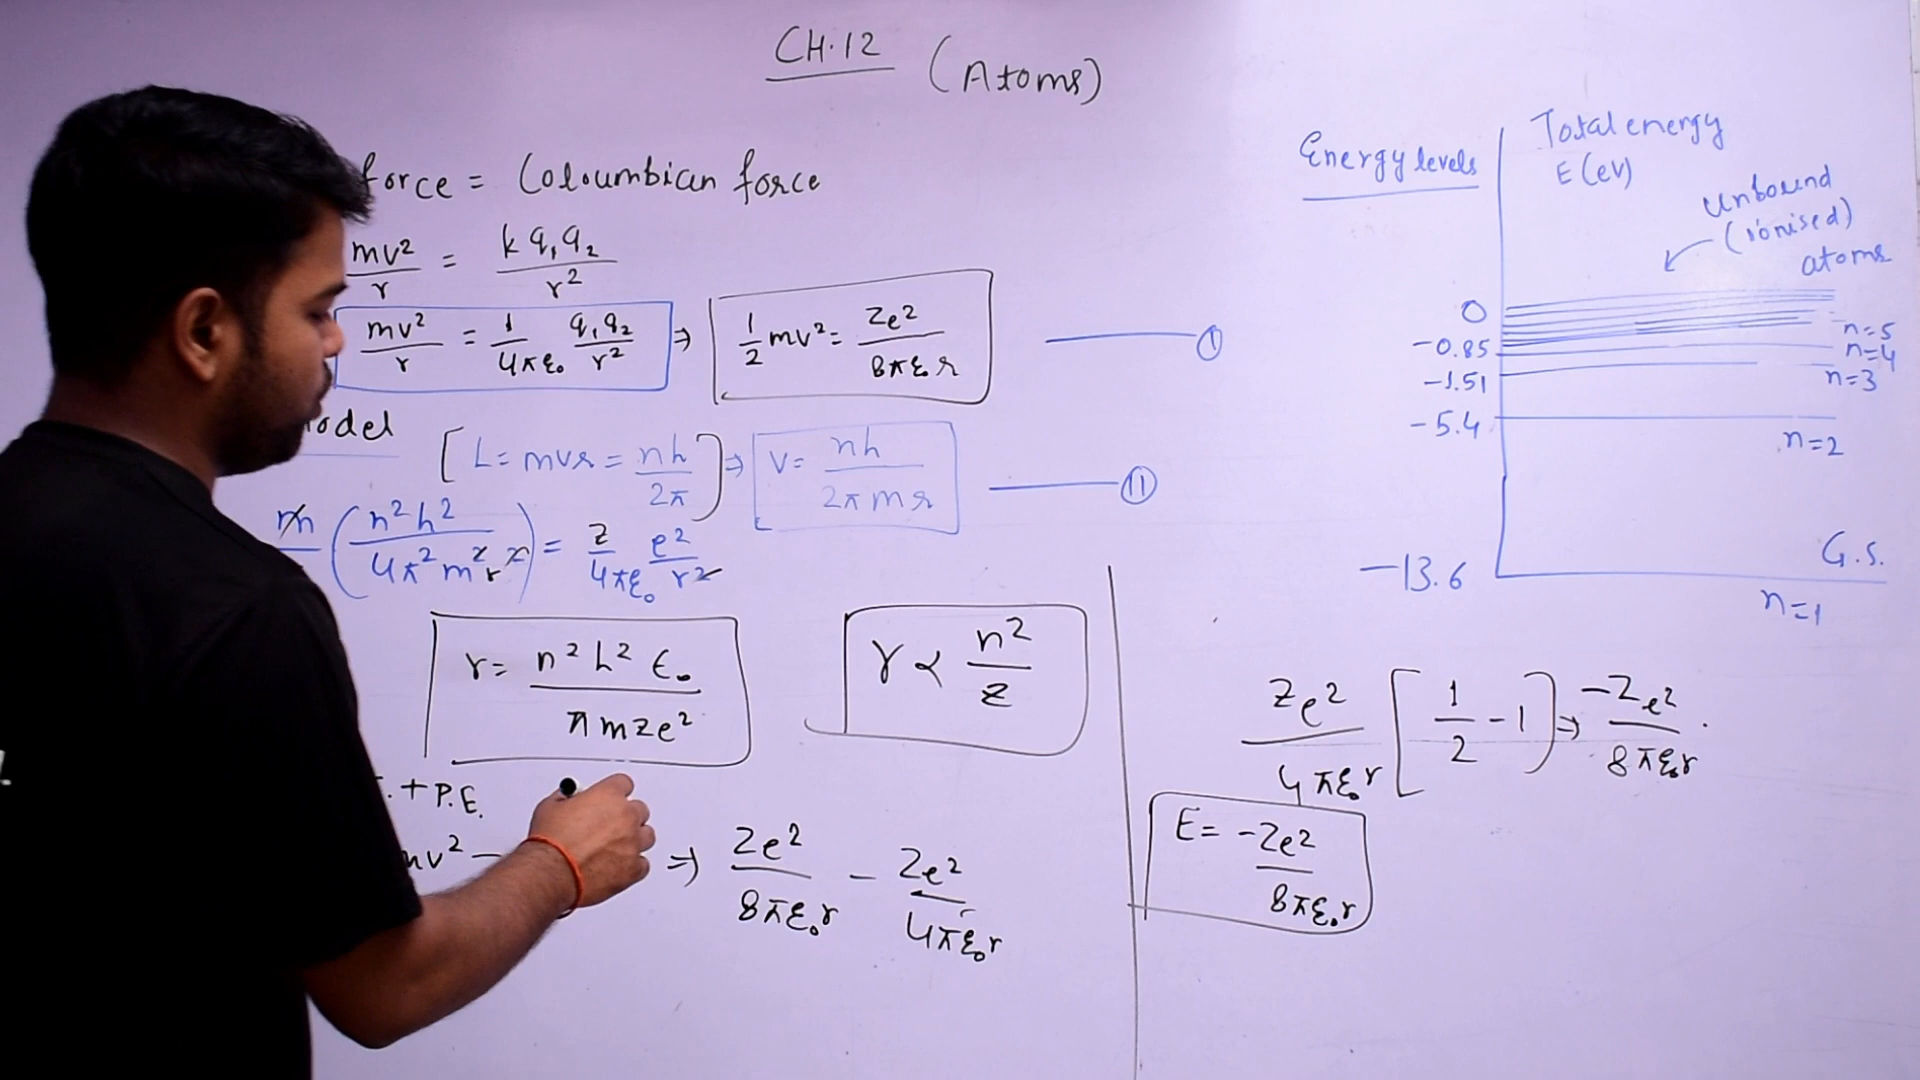 CH.12 (Atoms)
force = Coloumbian force
mv²/r = k q₁q₂/r²
mv²/r = 1/4πε₀ q₁q₂/r² ⇒ 1/2 mv² = Ze²/8πε₀r ——— (I)
odel [L = mvr = nh/2π] ⇒ V = nh/2πmr ——— (II)
m (n²h²/4π²m²r²) = Z/4πε₀ e²/r²
r = n²h²ε₀/πmze²
r ∝ n²/z
. + P.E.
mv² − ⇒ Ze²/8πε₀r − Ze²/4πε₀r
Energy levels
Total energy
E (ev)
unbound
(ionised)
atoms
0
n=5
-0.85 n=4
-1.51 n=3
-5.4 n=2
G.S.
-13.6 n=1
Ze²/4πε₀r [1/2 - 1] ⇒ -Ze²/8πε₀r .
E = -Ze²/8πε₀r